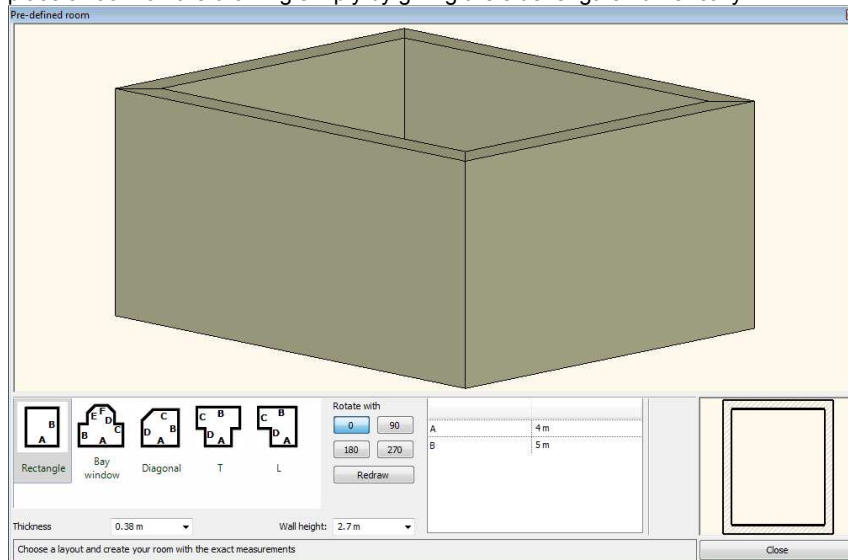 Pre-defined room
B
A
Rectangle
F
E D
B C
A
Bay
window
C
D B
A
Diagonal
C B
D A
T
C B
D A
L
Rotate with
0 90
180 270
Redraw
A 4 m
B 5 m
Thickness 0.38 m Wall height: 2.7 m
Choose a layout and create your room with the exact measurements
Close